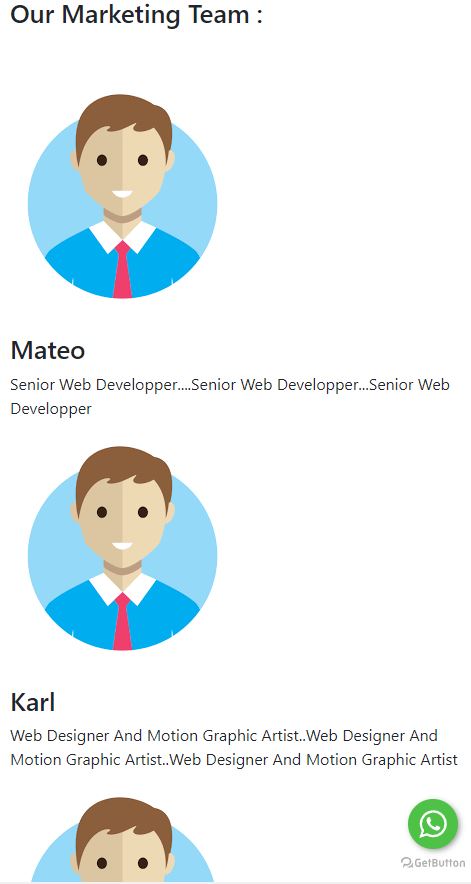 Our Marketing Team :
Mateo
Senior Web Developper....Senior Web Developper...Senior Web
Developper
Karl
Web Designer And Motion Graphic Artist..Web Designer And
Motion Graphic Artist..Web Designer And Motion Graphic Artist
GetButton